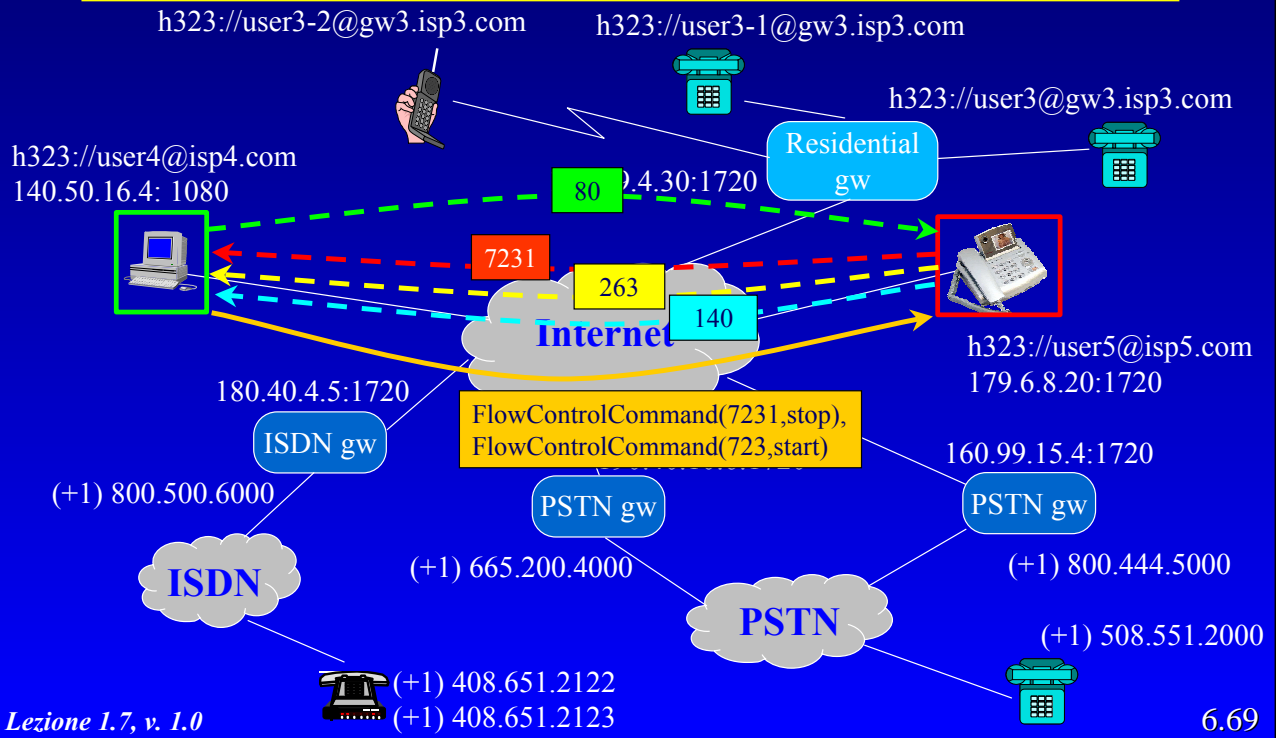 h323://user3-2@gw3.isp3.com
h323://user3-1@gw3.isp3.com
h323://user3@gw3.isp3.com
Residential
gw
h323://user4@isp4.com
140.50.16.4: 1080
80
9.4.30:1720
7231
263
140
Internet
h323://user5@isp5.com
179.6.8.20:1720
180.40.4.5:1720
FlowControlCommand(7231,stop),
FlowControlCommand(723,start)
ISDN gw
160.99.15.4:1720
(+1) 800.500.6000
PSTN gw
PSTN gw
(+1) 665.200.4000
(+1) 800.444.5000
ISDN
PSTN
(+1) 508.551.2000
(+1) 408.651.2122
(+1) 408.651.2123
Lezione 1.7, v. 1.0
6.69